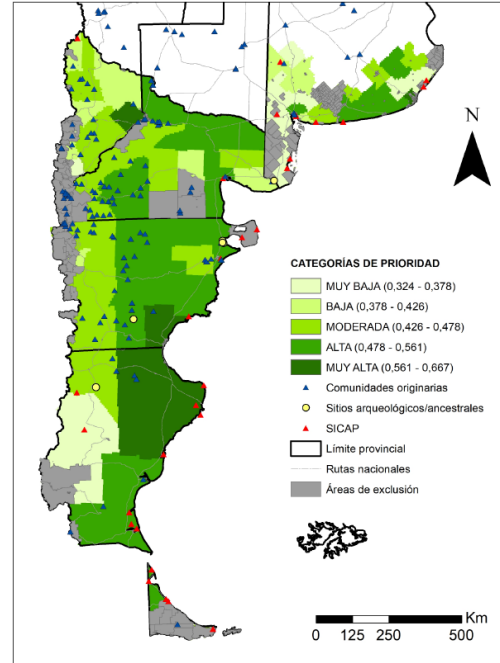 N
CATEGORÍAS DE PRIORIDAD
MUY BAJA (0,324 - 0,378)
BAJA (0,378 - 0,426)
MODERADA (0,426 - 0,478)
ALTA (0,478 - 0,561)
MUY ALTA (0,561 - 0,667)
Comunidades originarias
Sitios arqueológicos/ancestrales
SICAP
Límite provincial
Rutas nacionales
Áreas de exclusión
Km
0 125 250 500